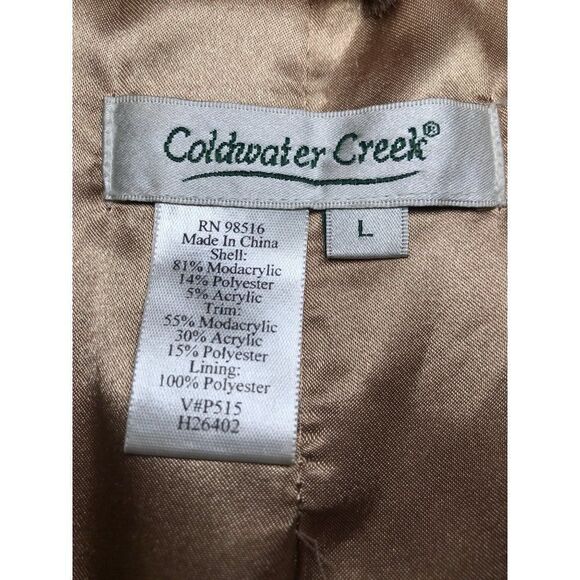 Coldwater Creek®
L
RN 98516
Made In China
Shell:
81% Modacrylic
14% Polyester
5% Acrylic
Trim:
55% Modacrylic
30% Acrylic
15% Polyester
Lining:
100% Polyester
V#P515
H26402